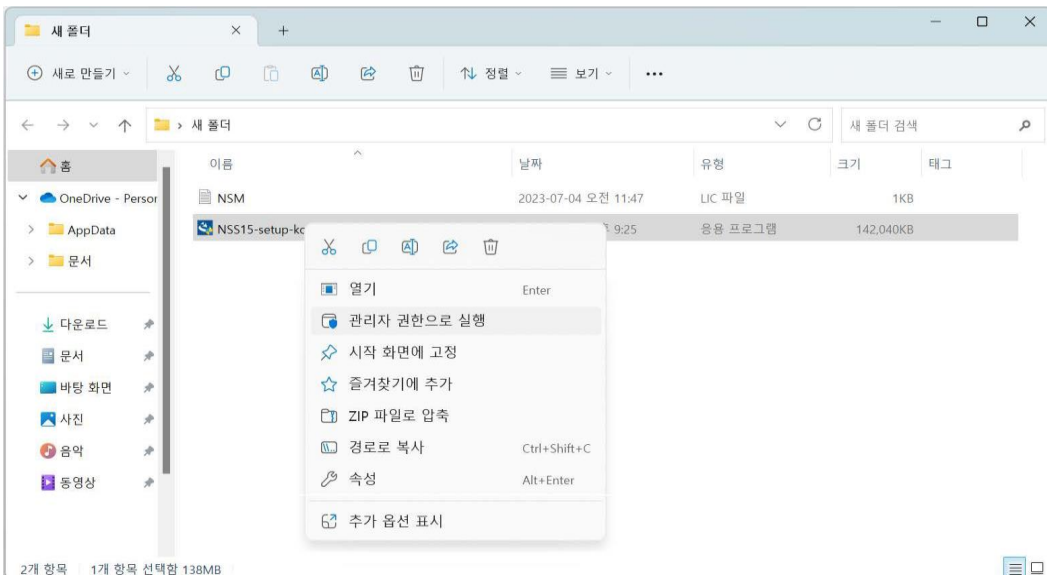 새 폴더
새로 만들기
정렬
보기
새 폴더
새 폴더 검색
홈
OneDrive - Persor
AppData
문서
다운로드
문서
바탕 화면
사진
음악
동영상
이름 날짜 유형 크기 태그
NSM 2023-07-04 오전 11:47 LIC 파일 1KB
NSS15-setup-kc 9:25 응용 프로그램 142,040KB
열기 Enter
관리자 권한으로 실행
시작 화면에 고정
즐겨찾기에 추가
ZIP 파일로 압축
경로로 복사 Ctrl+Shift+C
속성 Alt+Enter
추가 옵션 표시
2개 항목 1개 항목 선택함 138MB